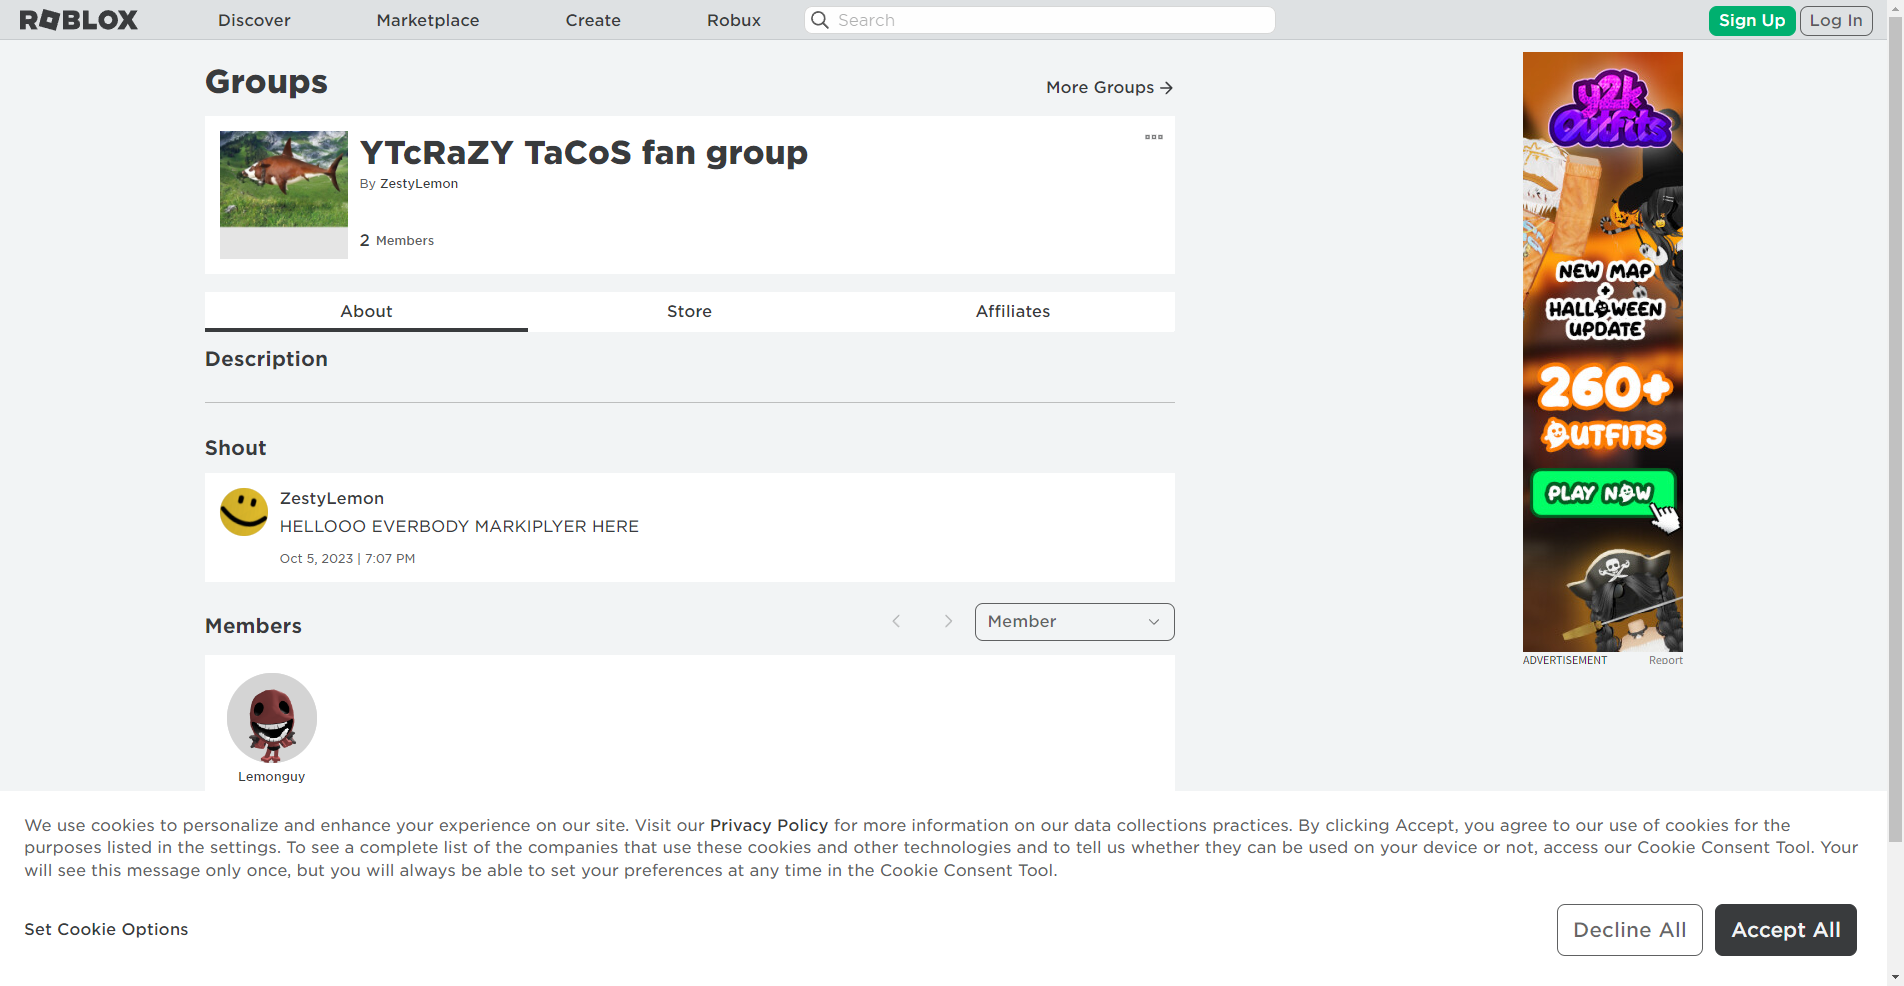 ROBLOX
Discover
Marketplace
Create
Robux
Search
Sign Up
Log In
Groups
More Groups
YTcRaZY TaCoS fan group
By ZestyLemon
2 Members
About
Store
Affiliates
Description
Shout
ZestyLemon
HELLOOO EVERBODY MARKIPLYER HERE
Oct 5, 2023 | 7:07 PM
Members
Member
Lemonguy
y2k
Outfits
NEW MAP
+
HALLOWEEN
UPDATE
260+
OUTFITS
PLAY NOW
ADVERTISEMENT
Report
We use cookies to personalize and enhance your experience on our site. Visit our Privacy Policy for more information on our data collections practices. By clicking Accept, you agree to our use of cookies for the
purposes listed in the settings. To see a complete list of the companies that use these cookies and other technologies and to tell us whether they can be used on your device or not, access our Cookie Consent Tool. Your
will see this message only once, but you will always be able to set your preferences at any time in the Cookie Consent Tool.
Set Cookie Options
Decline All
Accept All